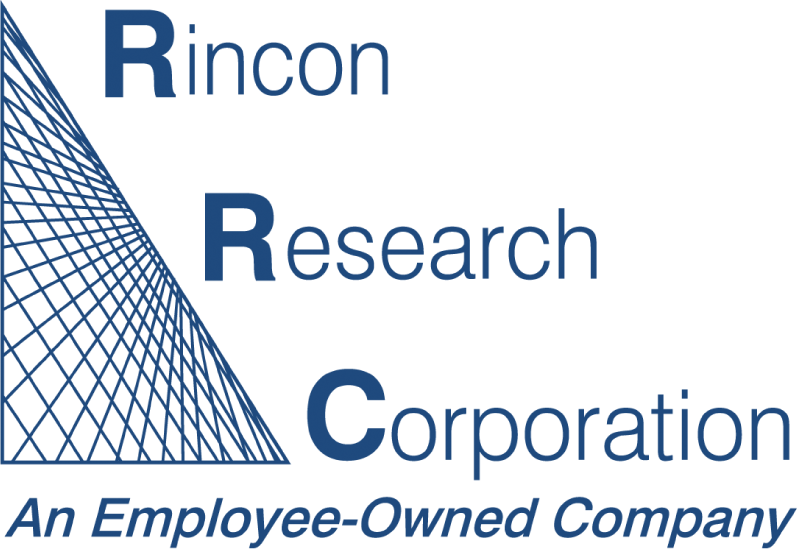 Rincon
Research
Corporation
An Employee-Owned Company